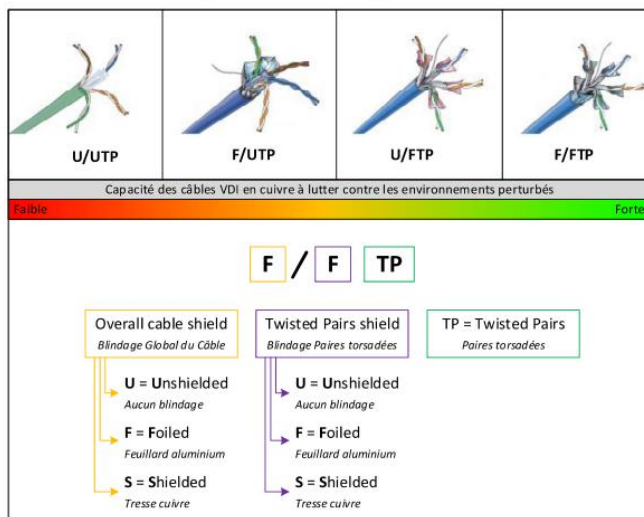 U/UTP
F/UTP
U/FTP
F/FTP
Capacité des câbles VDI en cuivre à lutter contre les environnements perturbés
Faible
Forte
F / F TP
Overall cable shield
Blindage Global du Câble
U = Unshielded
Aucun blindage
F = Foiled
Feuillard aluminium
S = Shielded
Tresse cuivre
Twisted Pairs shield
Blindage Paires torsadées
U = Unshielded
Aucun blindage
F = Foiled
Feuillard aluminium
S = Shielded
Tresse cuivre
TP = Twisted Pairs
Paires torsadées